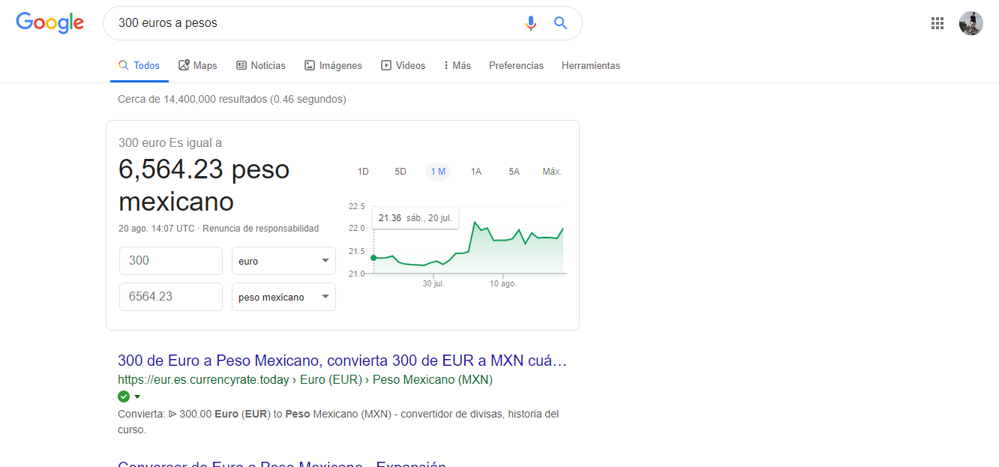 Google
300 euros a pesos
Todos
Maps
Noticias
Imágenes
Videos
Más
Preferencias
Herramientas
Cerca de 14,400,000 resultados (0.46 segundos)
300 euro Es igual a
6,564.23 peso
mexicano
20 ago. 14:07 UTC · Renuncia de responsabilidad
300
euro
6564.23
peso mexicano
1D 5D 1 M 1A 5A Máx.
22.5
21.36 sáb., 20 jul.
22.0
21.5
21.0
30 jul. 10 ago.
300 de Euro a Peso Mexicano, convierta 300 de EUR a MXN cuá…
https://eur.es.currencyrate.today › Euro (EUR) › Peso Mexicano (MXN)
Convierta: ᐉ 300.00 Euro (EUR) to Peso Mexicano (MXN) - convertidor de divisas, historia del
curso.
Conversor de Euro a Peso Mexicano - Expansión